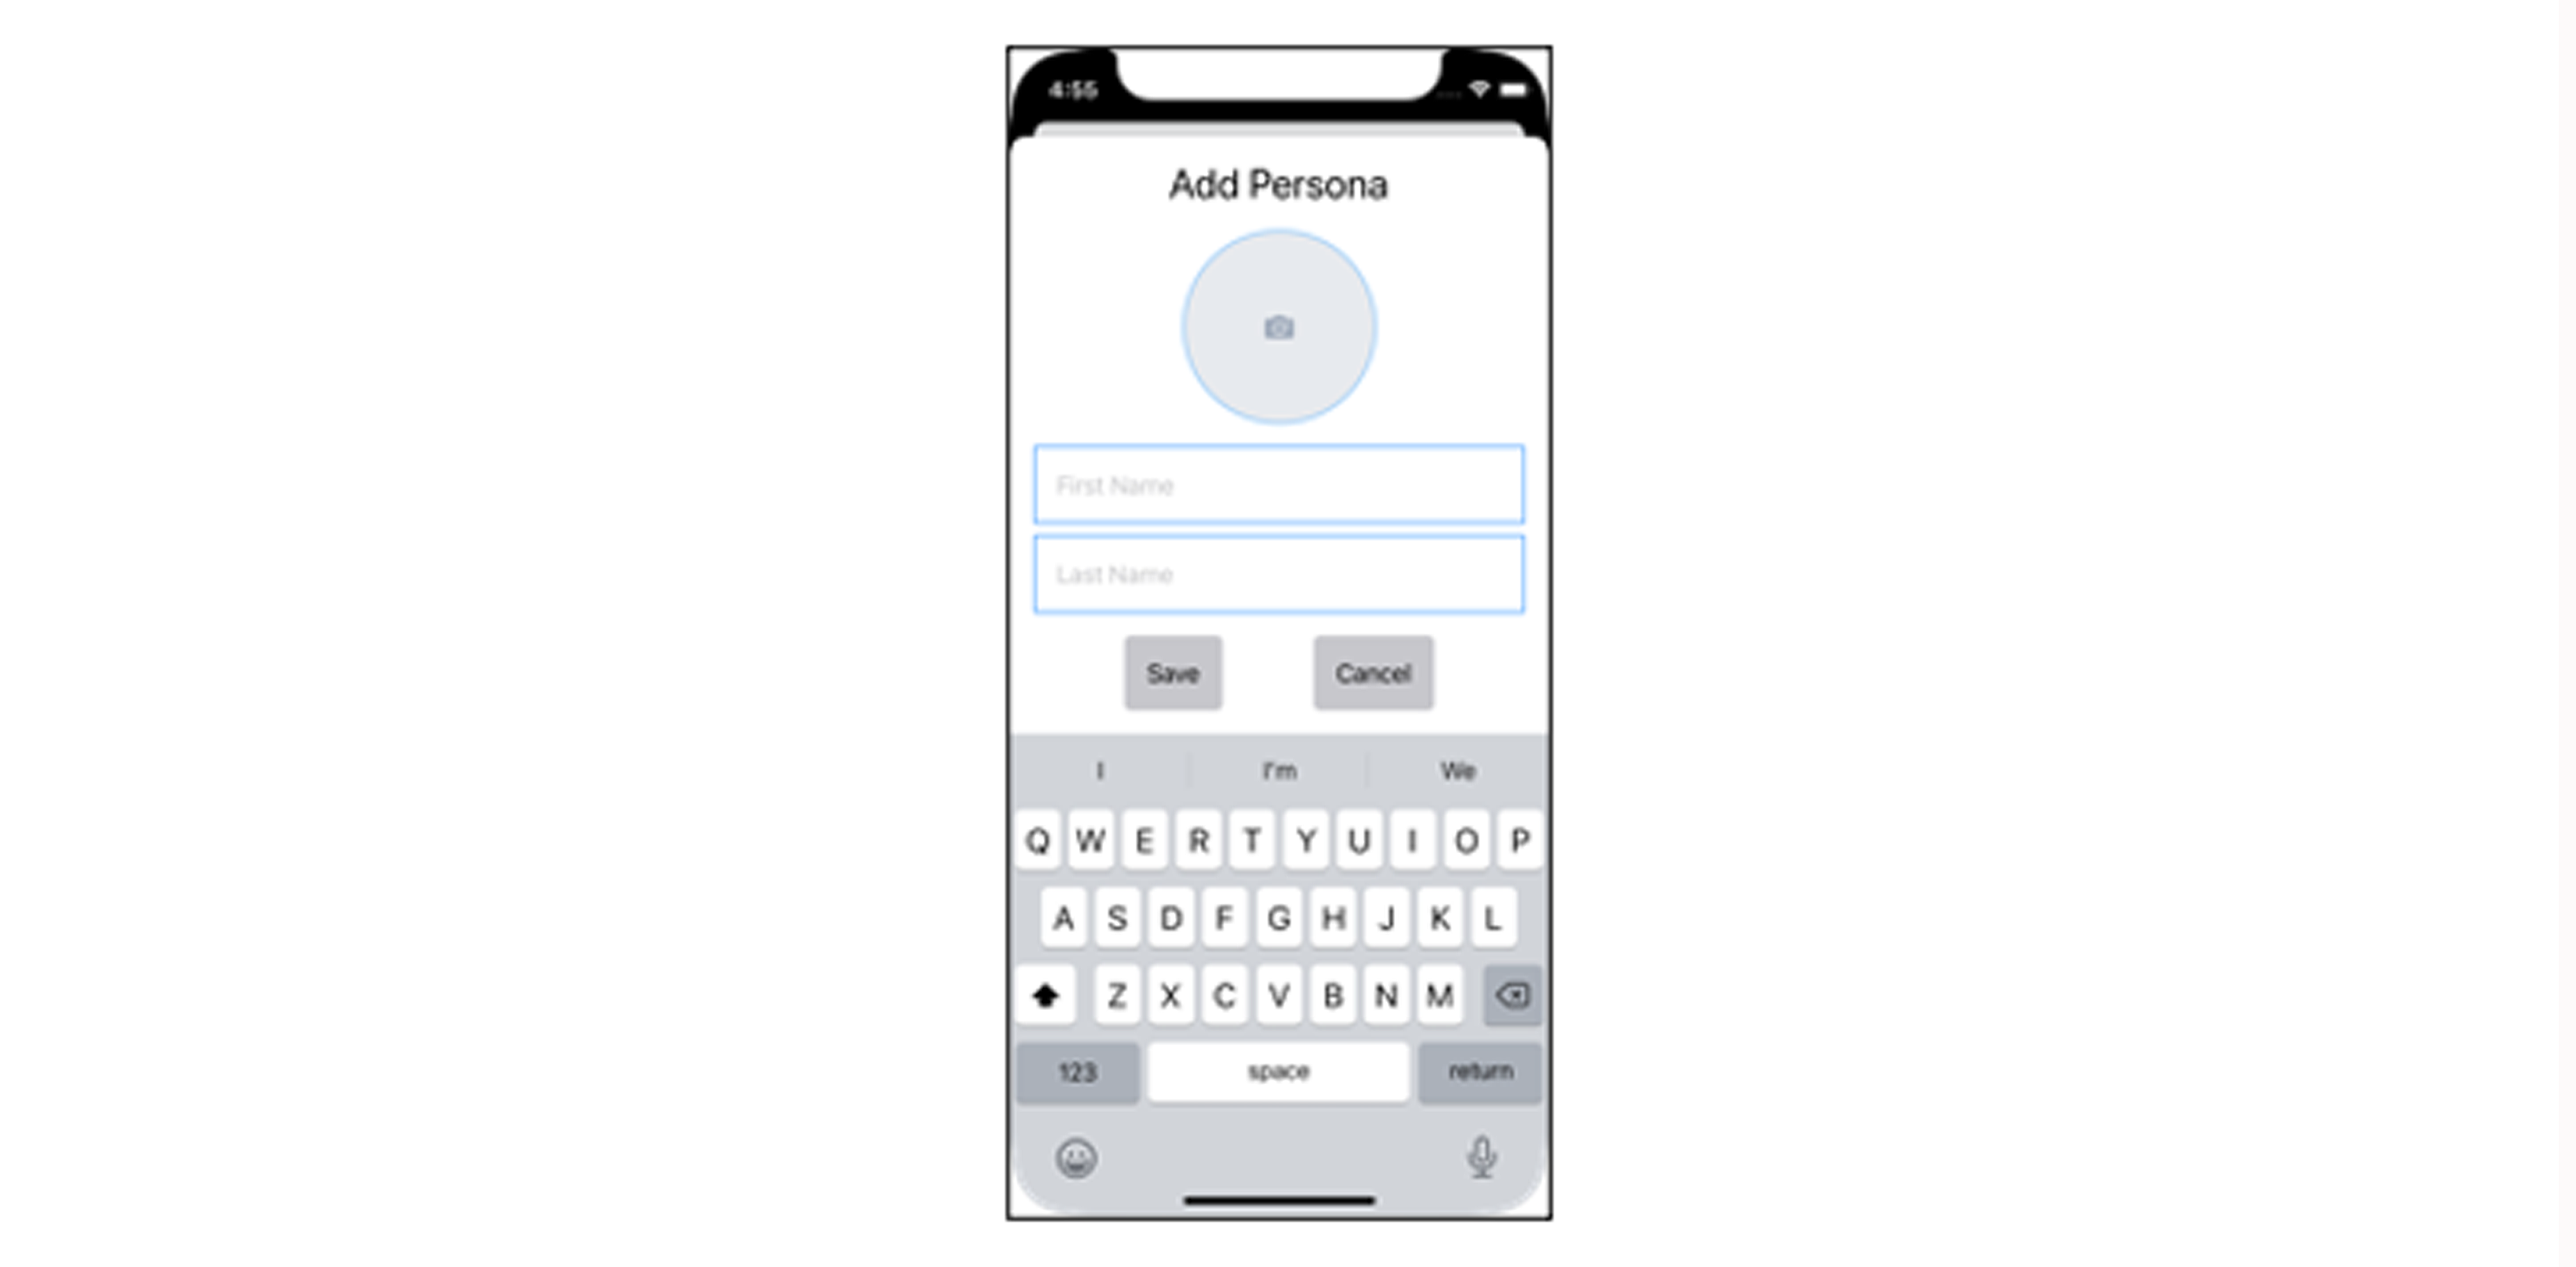 4:55
Add Persona
First Name
Last Name
Save Cancel
I I'm We
Q W E R T Y U I O P
A S D F G H J K L
Z X C V B N M
123 space return